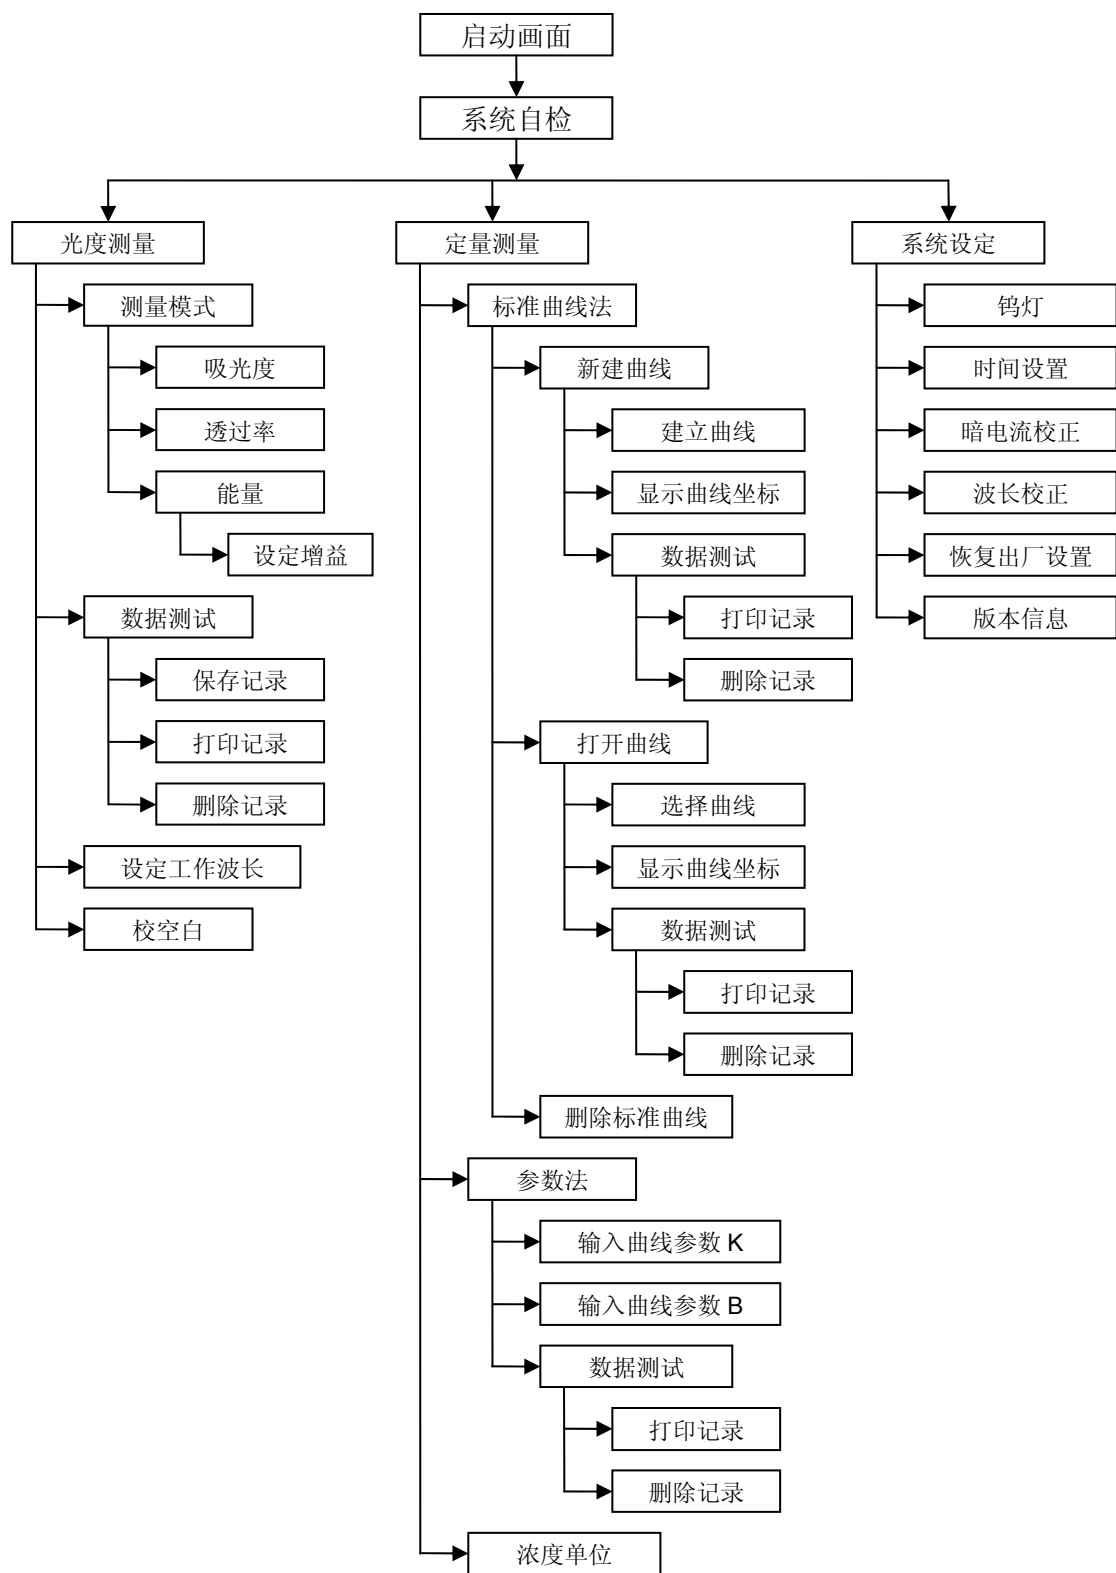 启动画面
系统自检
光度测量
测量模式
吸光度
透过率
能量
设定增益
数据测试
保存记录
打印记录
删除记录
设定工作波长
校空白
定量测量
标准曲线法
新建曲线
建立曲线
显示曲线坐标
数据测试
打印记录
删除记录
打开曲线
选择曲线
显示曲线坐标
数据测试
打印记录
删除记录
删除标准曲线
参数法
输入曲线参数 K
输入曲线参数 B
数据测试
打印记录
删除记录
浓度单位
系统设定
钨灯
时间设置
暗电流校正
波长校正
恢复出厂设置
版本信息